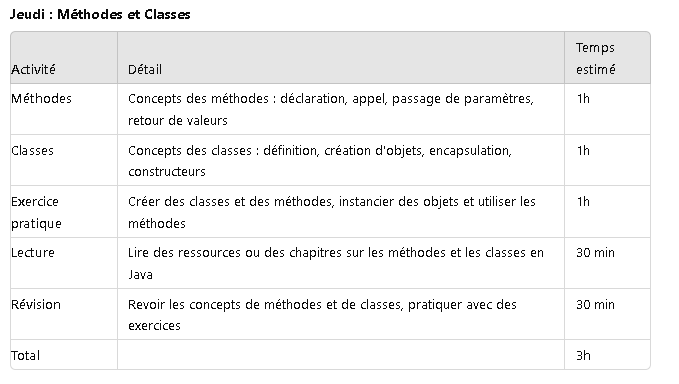 Jeudi : Méthodes et Classes
Temps
estimé
Activité Détail
Méthodes Concepts des méthodes : déclaration, appel, passage de paramètres, 1h
retour de valeurs
Classes Concepts des classes : définition, création d'objets, encapsulation, 1h
constructeurs
Exercice Créer des classes et des méthodes, instancier des objets et utiliser les 1h
pratique méthodes
Lecture Lire des ressources ou des chapitres sur les méthodes et les classes en 30 min
Java
Révision Revoir les concepts de méthodes et de classes, pratiquer avec des 30 min
exercices
Total 3h